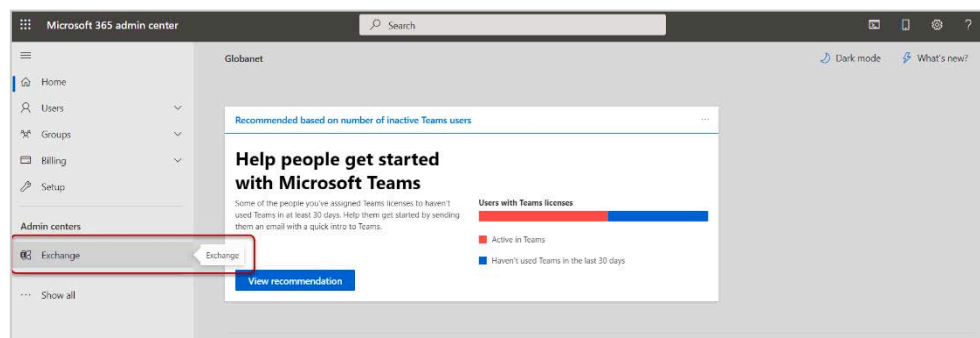 Microsoft 365 admin center
Search
?
Globanet
Dark mode
What's new?
Home
Users
Groups
Billing
Setup
Admin centers
Exchange
Exchange
Show all
Recommended based on number of inactive Teams users
Help people get started
with Microsoft Teams
Some of the people you've assigned Teams licenses to haven't
used Teams in at least 30 days. Help them get started by sending
them an email with a quick intro to Teams.
View recommendation
Users with Teams licenses
Active in Teams
Haven't used Teams in the last 30 days